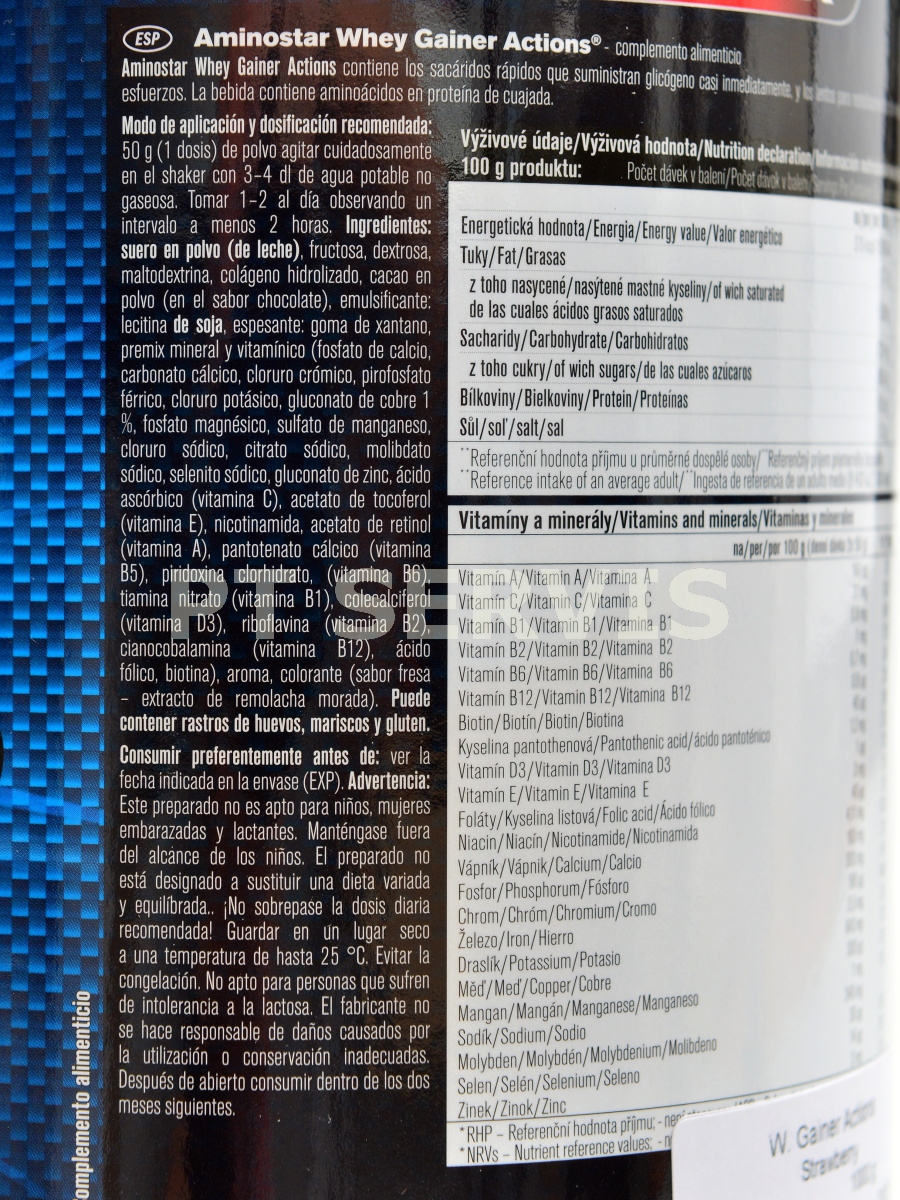 ESP Aminostar Whey Gainer Actions® - complemento alimenticio
Aminostar Whey Gainer Actions contiene los sacáridos rápidos que suministran glicógeno casi inmediatamente, y los
esfuerzos. La bebida contiene aminoácidos en proteína de cuajada.
Modo de aplicación y dosificación recomendada:
50 g (1 dosis) de polvo agitar cuidadosamente
en el shaker con 3–4 dl de agua potable no
gaseosa. Tomar 1–2 al día observando un
intervalo a menos 2 horas. Ingredientes:
suero en polvo (de leche), fructosa, dextrosa,
maltodextrina, colágeno hidrolizado, cacao en
polvo (en el sabor chocolate), emulsificante:
lecitina de soja, espesante: goma de xantano,
premix mineral y vitamínico (fosfato de calcio,
carbonato cálcico, cloruro crómico, pirofosfato
férrico, cloruro potásico, gluconato de cobre 1
%, fosfato magnésico, sulfato de manganeso,
cloruro sódico, citrato sódico, molibdato
sódico, selenito sódico, gluconato de zinc, ácido
ascórbico (vitamina C), acetato de tocoferol
(vitamina E), nicotinamida, acetato de retinol
(vitamina A), pantotenato cálcico (vitamina
B5), piridoxina clorhidrato, (vitamina B6),
tiamina nitrato (vitamina B1), colecalciferol
(vitamina D3), riboflavina (vitamina B2),
cianocobalamina (vitamina B12), ácido
fólico, biotina), aroma, colorante (sabor fresa
– extracto de remolacha morada). Puede
contener rastros de huevos, mariscos y gluten.
Consumir preferentemente antes de: ver la
fecha indicada en la envase (EXP). Advertencia:
Este preparado no es apto para niños, mujeres
embarazadas y lactantes. Manténgase fuera
del alcance de los niños. El preparado no
está designado a sustituir una dieta variada
y equilíbrada.. ¡No sobrepase la dosis diaria
recomendada! Guardar en un lugar seco
a una temperatura de hasta 25 °C. Evitar la
congelación. No apto para personas que sufren
de intolerancia a la lactosa. El fabricante no
se hace responsable de daños causados por
la utilización o conservación inadecuadas.
Después de abierto consumir dentro de los dos
meses siguientes.
Výživové údaje/Výživová hodnota/Nutrition declaration/
100 g produktu: Počet dávek v balení/Počet dávok v balení/
Energetická hodnota/Energia/Energy value/Valor energético
Tuky/Fat/Grasas
z toho nasycené/nasýtené mastné kyseliny/of wich saturated
de las cuales ácidos grasos saturados
Sacharidy/Carbohydrate/Carbohidratos
z toho cukry/of wich sugars/de las cuales azúcaros
Bílkoviny/Bielkoviny/Protein/Proteínas
Sůl/soľ/salt/sal
**Referenční hodnota příjmu u průměrné dospělé osoby/**Referenčný príjem
**Reference intake of an average adult/**Ingesta de referencia de un adulto medio
Vitamíny a minerály/Vitamins and minerals/Vitaminas y minerales
na/per/por 100 g
Vitamín A/Vitamin A/Vitamina A
Vitamín C/Vitamin C/Vitamina C
Vitamín B1/Vitamin B1/Vitamina B1
Vitamín B2/Vitamin B2/Vitamina B2
Vitamín B6/Vitamin B6/Vitamina B6
Vitamín B12/Vitamin B12/Vitamina B12
Biotin/Biotín/Biotin/Biotina
Kyselina pantothenová/Pantothenic acid/ácido pantoténico
Vitamín D3/Vitamin D3/Vitamina D3
Vitamín E/Vitamin E/Vitamina E
Foláty/Kyselina listová/Folic acid/Ácido fólico
Niacin/Niacín/Nicotinamide/Nicotinamida
Vápník/Vápnik/Calcium/Calcio
Fosfor/Phosphorum/Fósforo
Chrom/Chróm/Chromium/Cromo
Železo/Iron/Hierro
Draslík/Potassium/Potasio
Měď/Meď/Copper/Cobre
Mangan/Mangán/Manganese/Manganeso
Sodík/Sodium/Sodio
Molybden/Molybdén/Molybdenium/Molibdeno
Selen/Selén/Selenium/Seleno
Zinek/Zinok/Zinc
*RHP – Referenční hodnota příjmu; -
*NRVs – Nutrient reference values; -
W. Gainer Actions
Strawberry
omplemento alimenticio
PT SERVIS